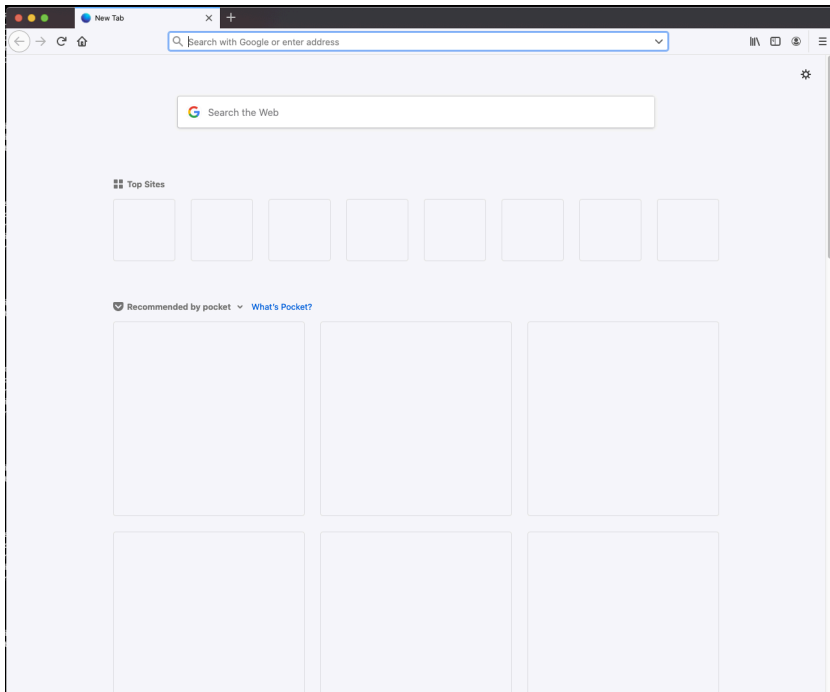 New Tab
Search with Google or enter address
Search the Web
Top Sites
Recommended by pocket What's Pocket?